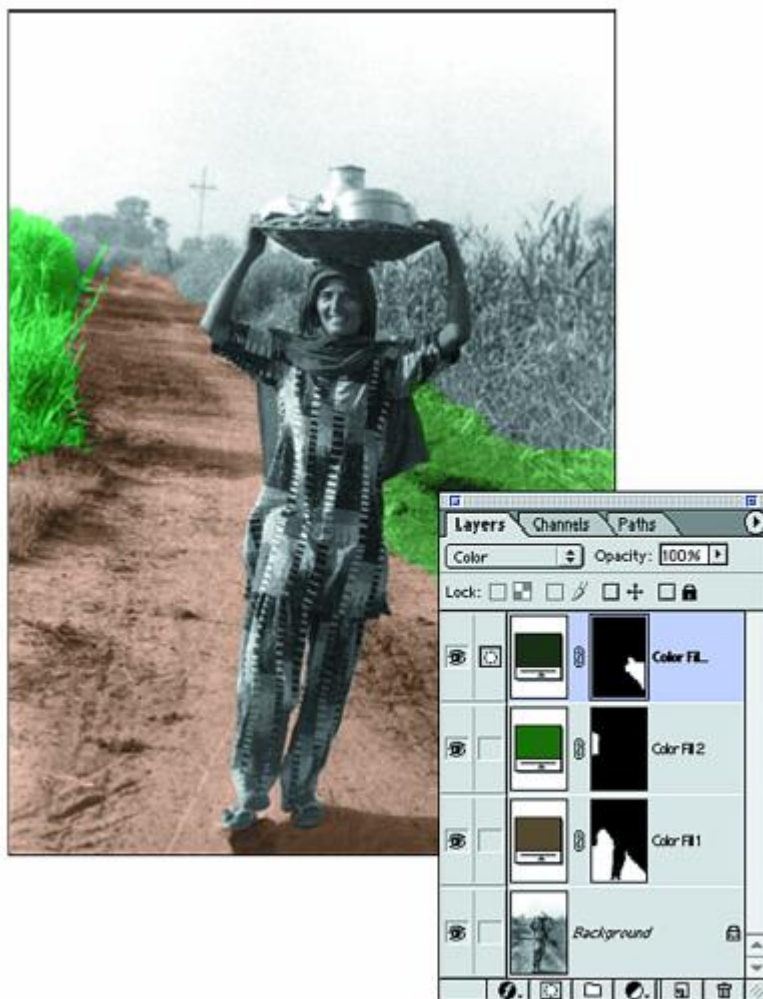 Layers Channels Paths
Color Opacity: 100%
Lock:
Color Fil...
Color Fill 2
Color Fill 1
Background